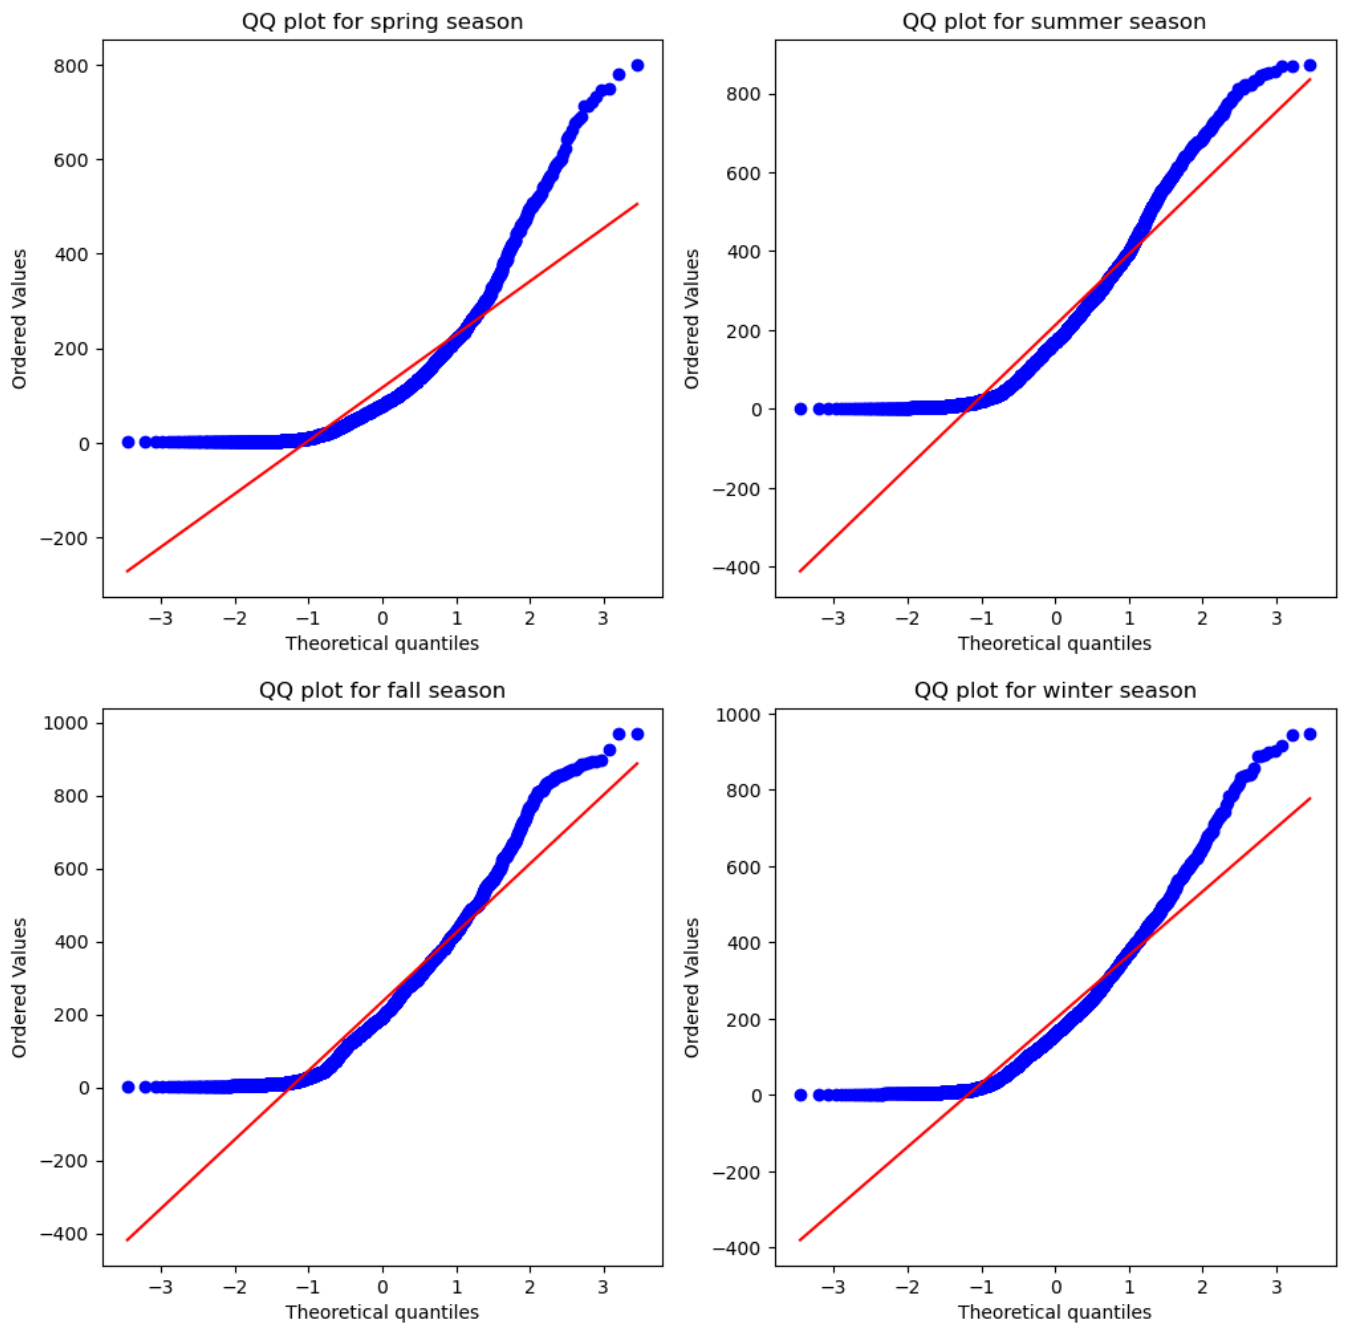 QQ plot for spring season
800
600
400
200
0
−200
Ordered Values
−3 −2 −1 0 1 2 3
Theoretical quantiles
QQ plot for summer season
800
600
400
200
0
−200
−400
Ordered Values
−3 −2 −1 0 1 2 3
Theoretical quantiles
QQ plot for fall season
1000
800
600
400
200
0
−200
−400
Ordered Values
−3 −2 −1 0 1 2 3
Theoretical quantiles
QQ plot for winter season
1000
800
600
400
200
0
−200
−400
Ordered Values
−3 −2 −1 0 1 2 3
Theoretical quantiles